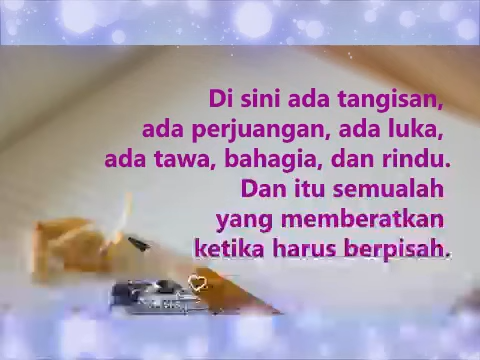 Di sini ada tangisan,
ada perjuangan, ada luka,
ada tawa, bahagia, dan rindu.
Dan itu semualah
yang memberatkan
ketika harus berpisah.